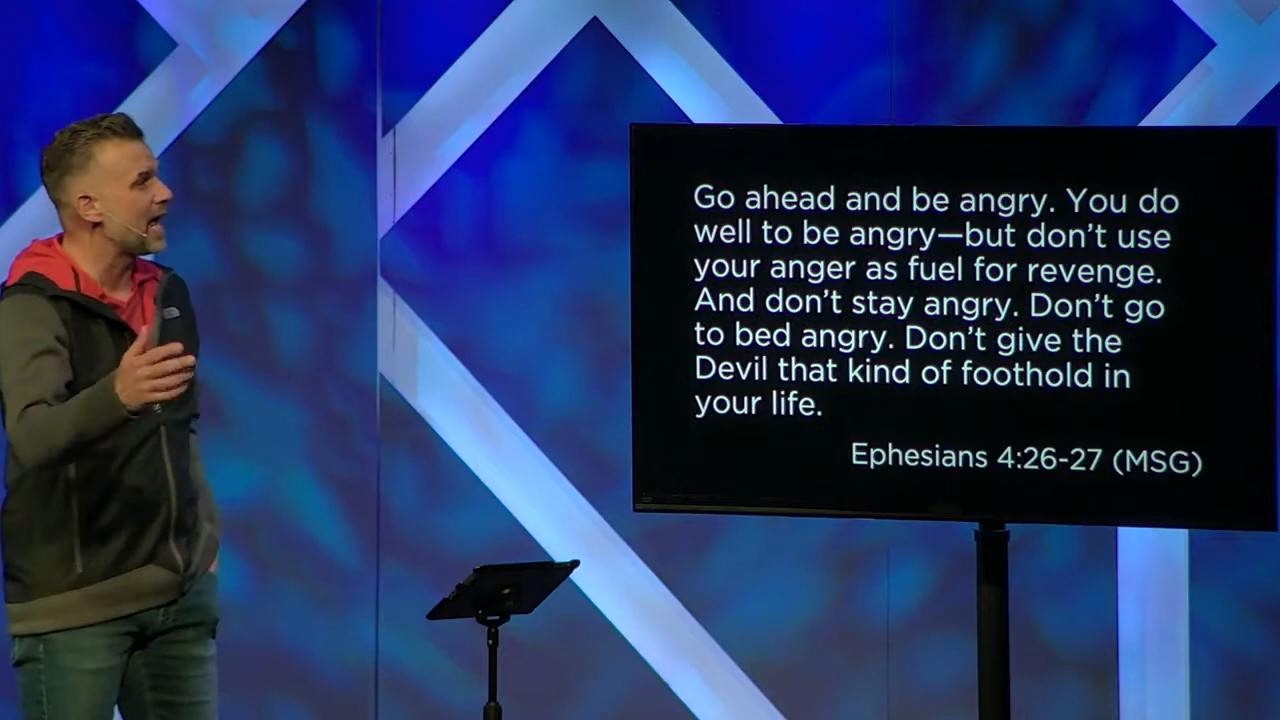 Go ahead and be angry. You do
well to be angry—but don't use
your anger as fuel for revenge.
And don't stay angry. Don't go
to bed angry. Don't give the
Devil that kind of foothold in
your life.
Ephesians 4:26-27 (MSG)